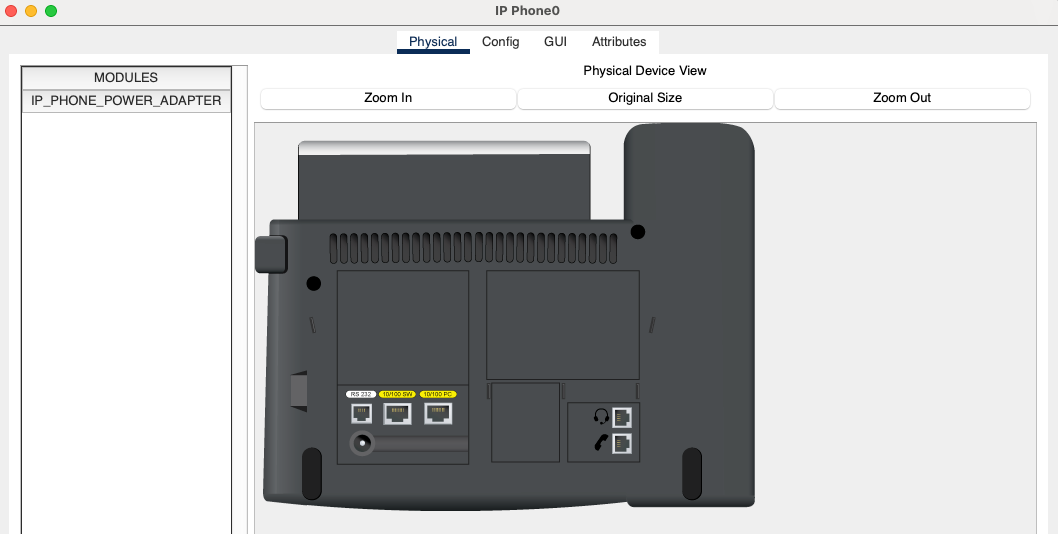 IP Phone0
Physical Config GUI Attributes
MODULES
IP_PHONE_POWER_ADAPTER
Physical Device View
Zoom In Original Size Zoom Out
RS 232 10/100 SW 10/100 PC